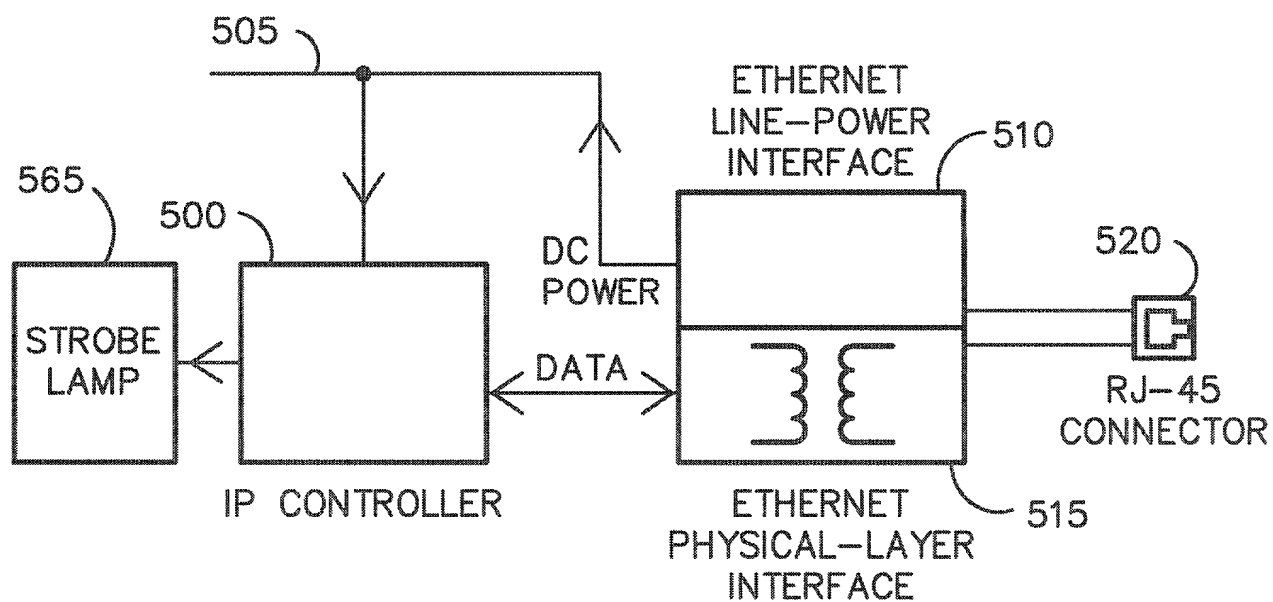 505
ETHERNET
LINE-POWER
INTERFACE
510
565
500
520
DC
POWER
STROBE
LAMP
DATA
RJ-45
CONNECTOR
IP CONTROLLER
ETHERNET
PHYSICAL-LAYER
INTERFACE
515